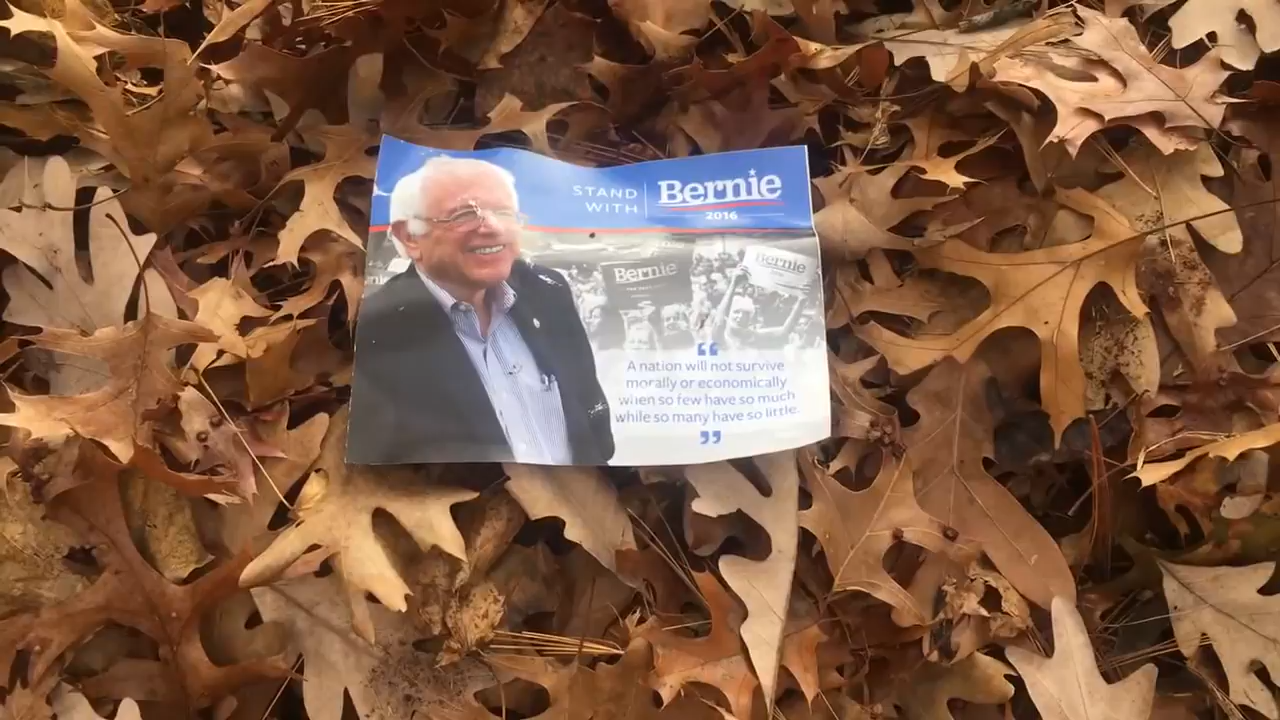 STAND WITH
Bernie
2016
Bernie
Bernie
“
A nation will not survive
morally or economically
when so few have so much
while so many have so little.
”